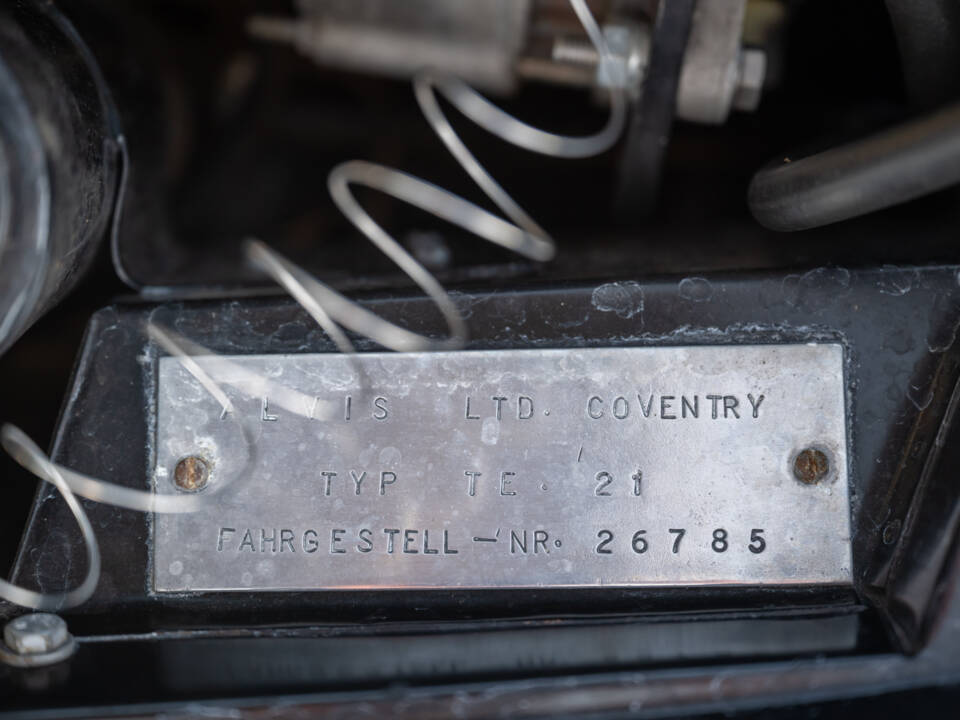 ALVIS LTD. COVENTRY
TYP TE. 21
FAHRGESTELL-NR. 26785